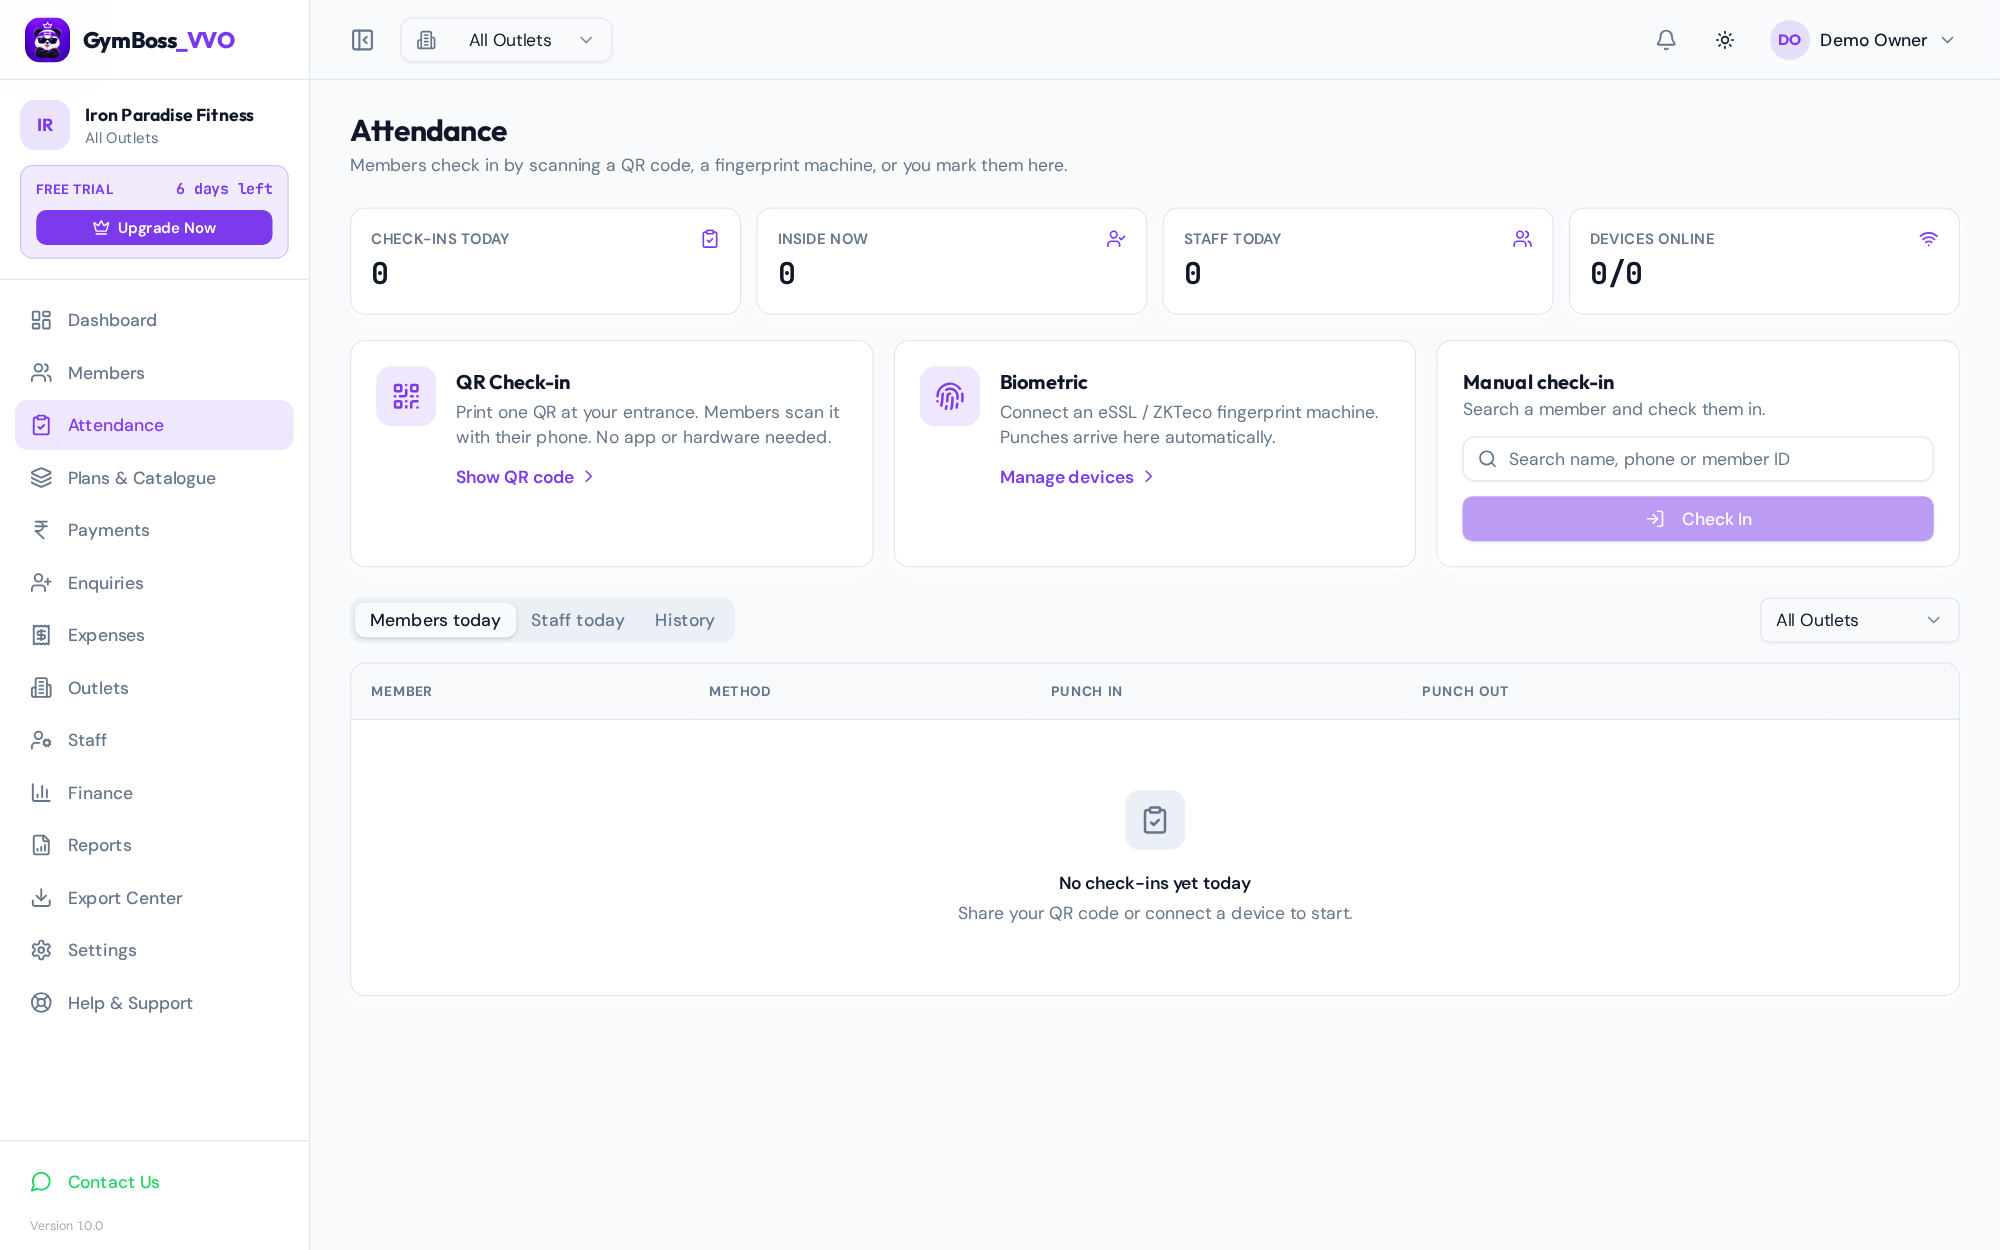 GymBoss_VVO
All Outlets
DO
Demo Owner
IR
Iron Paradise Fitness
All Outlets
FREE TRIAL
6 days left
Upgrade Now
Dashboard
Members
Attendance
Plans & Catalogue
Payments
Enquiries
Expenses
Outlets
Staff
Finance
Reports
Export Center
Settings
Help & Support
Contact Us
Version 1.0.0
Attendance
Members check in by scanning a QR code, a fingerprint machine, or you mark them here.
CHECK-INS TODAY
0
INSIDE NOW
0
STAFF TODAY
0
DEVICES ONLINE
0/0
QR Check-in
Print one QR at your entrance. Members scan it
with their phone. No app or hardware needed.
Show QR code
Biometric
Connect an eSSL / ZKTeco fingerprint machine.
Punches arrive here automatically.
Manage devices
Manual check-in
Search a member and check them in.
Search name, phone or member ID
Check In
Members today
Staff today
History
All Outlets
MEMBER
METHOD
PUNCH IN
PUNCH OUT
No check-ins yet today
Share your QR code or connect a device to start.